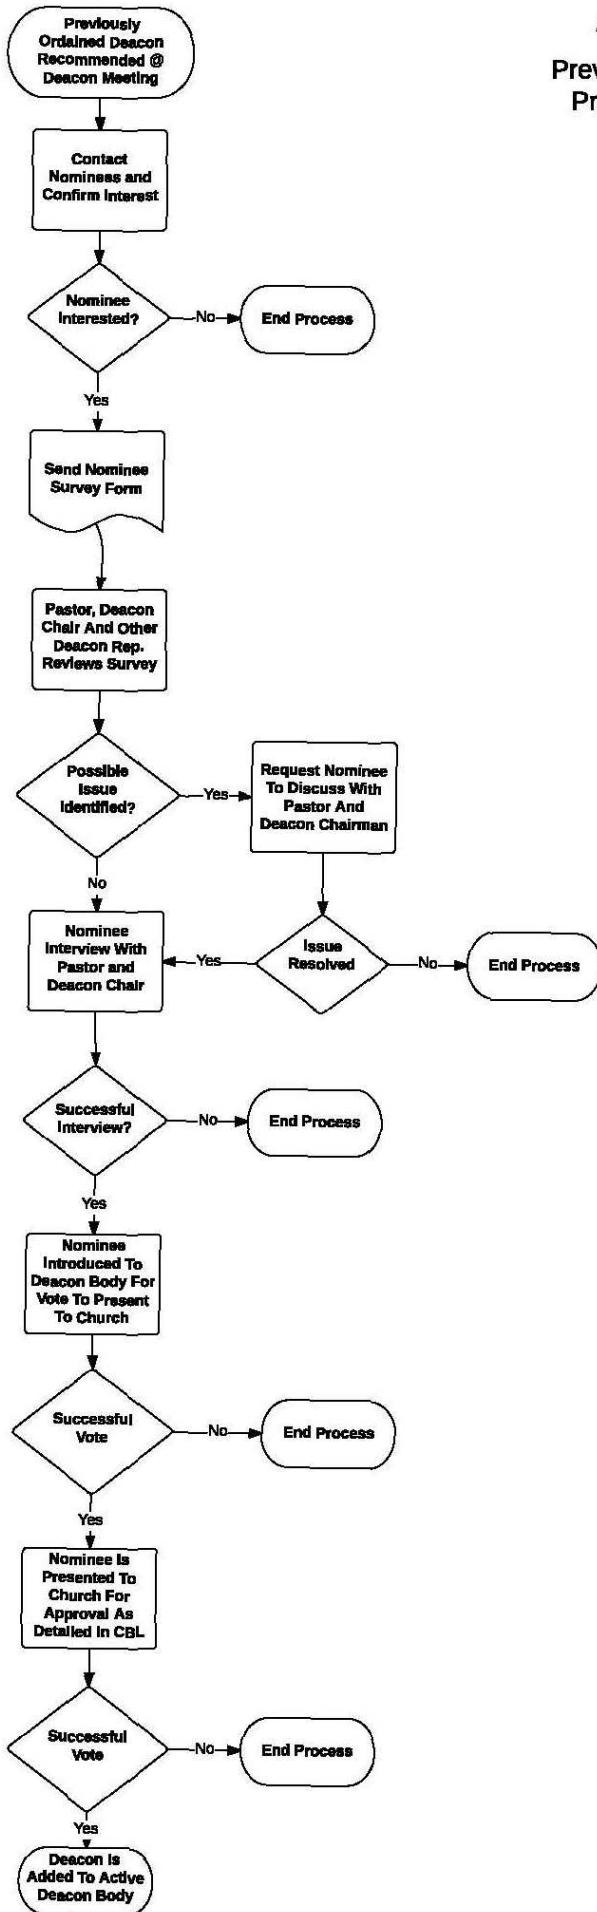 Previously
Ordained Deacon
Recommended @
Deacon Meeting
Prev
Pr
Contact
Nominees and
Confirm Interest
Nominee
Interested?
No
End Process
Yes
Send Nominee
Survey Form
Pastor, Deacon
Chair And Other
Deacon Rep.
Reviews Survey
Possible
Issue
Identified?
Yes
Request Nominee
To Discuss With
Pastor And
Deacon Chairman
No
Nominee
Interview With
Pastor and
Deacon Chair
Yes
Issue
Resolved
No
End Process
Successful
Interview?
No
End Process
Yes
Nominee
Introduced To
Deacon Body For
Vote To Present
To Church
Successful
Vote
No
End Process
Yes
Nominee Is
Presented To
Church For
Approval As
Detailed In CBL
Successful
Vote
No
End Process
Yes
Deacon Is
Added To Active
Deacon Body